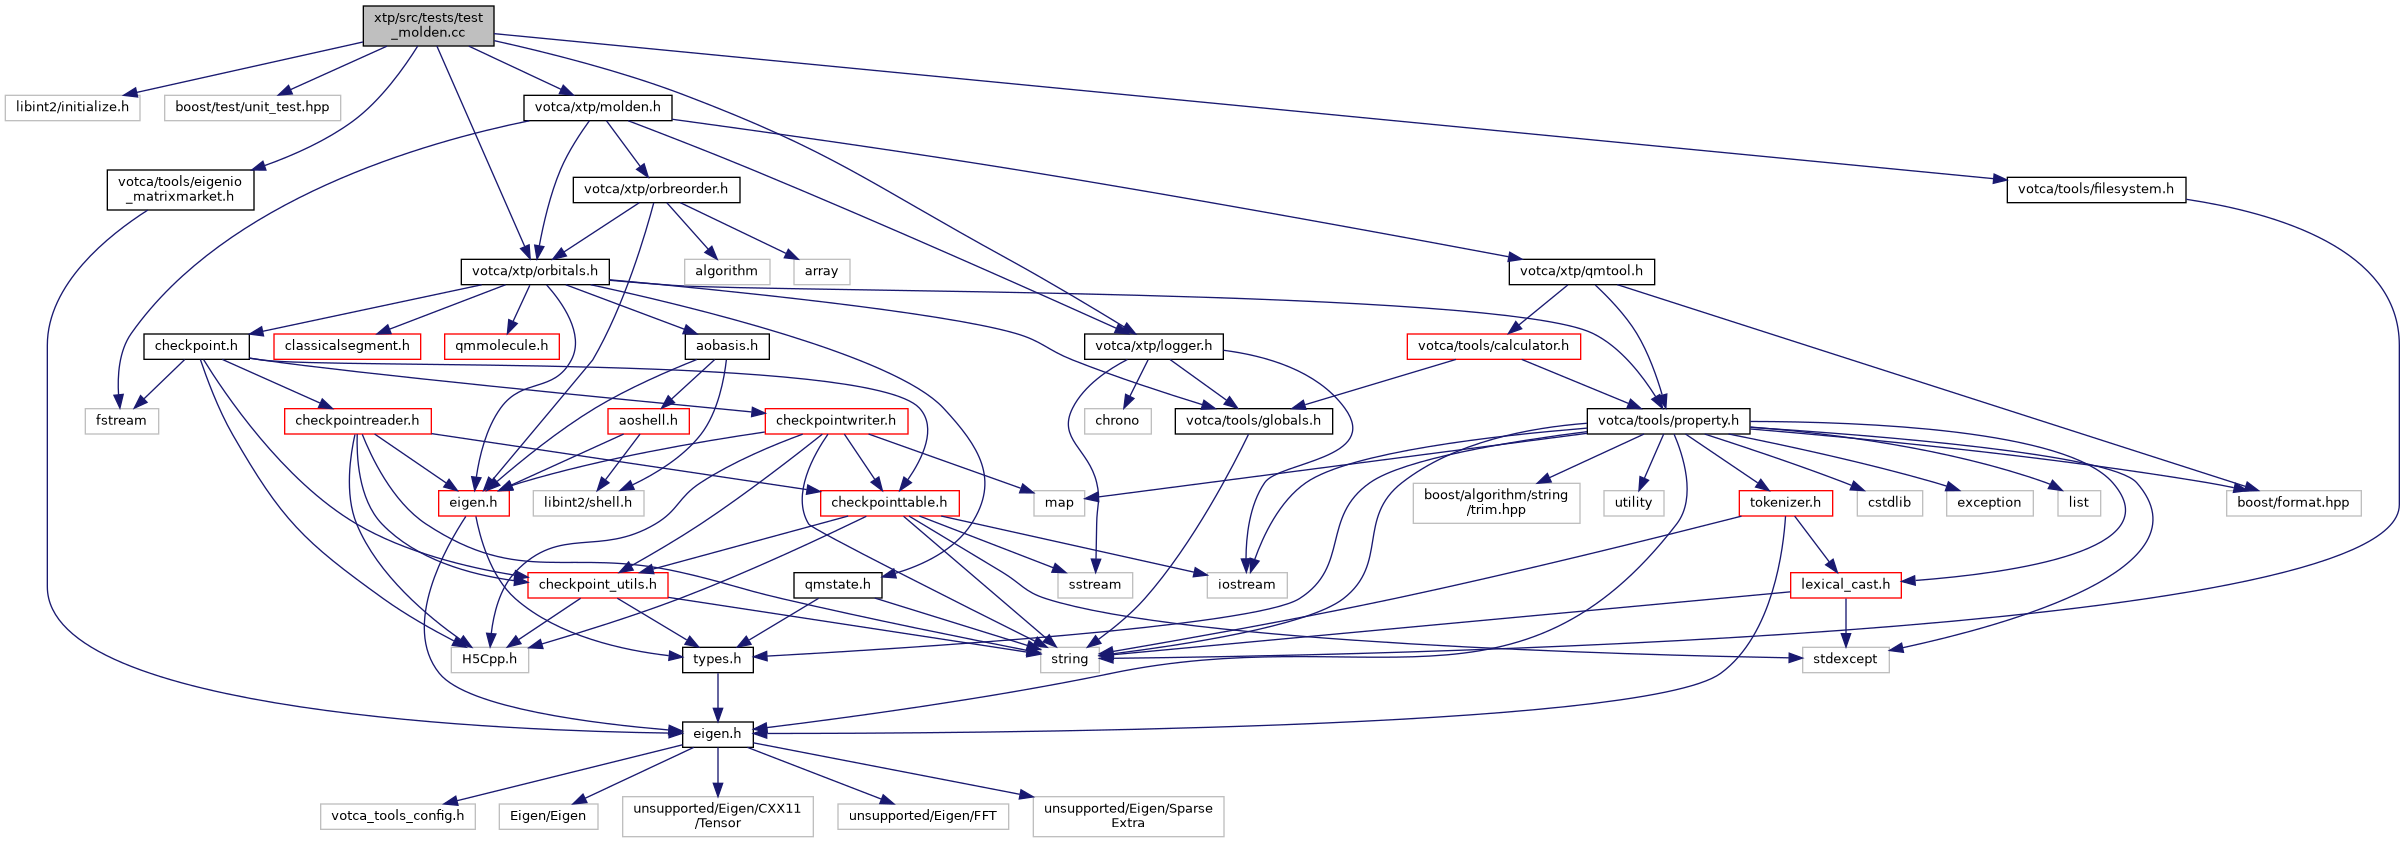 xtp/src/tests/test
_molden.cc
libint2/initialize.h
boost/test/unit_test.hpp
votca/xtp/molden.h
votca/tools/eigenio
_matrixmarket.h
votca/xtp/orbreorder.h
votca/tools/filesystem.h
votca/xtp/orbitals.h
algorithm
array
votca/xtp/qmtool.h
checkpoint.h
classicalsegment.h
qmmolecule.h
aobasis.h
votca/xtp/logger.h
votca/tools/calculator.h
fstream
checkpointreader.h
aoshell.h
checkpointwriter.h
chrono
votca/tools/globals.h
votca/tools/property.h
eigen.h
libint2/shell.h
checkpointtable.h
map
boost/algorithm/string
/trim.hpp
utility
tokenizer.h
cstdlib
exception
list
boost/format.hpp
checkpoint_utils.h
qmstate.h
sstream
iostream
lexical_cast.h
H5Cpp.h
types.h
string
stdexcept
eigen.h
votca_tools_config.h
Eigen/Eigen
unsupported/Eigen/CXX11
/Tensor
unsupported/Eigen/FFT
unsupported/Eigen/Sparse
Extra